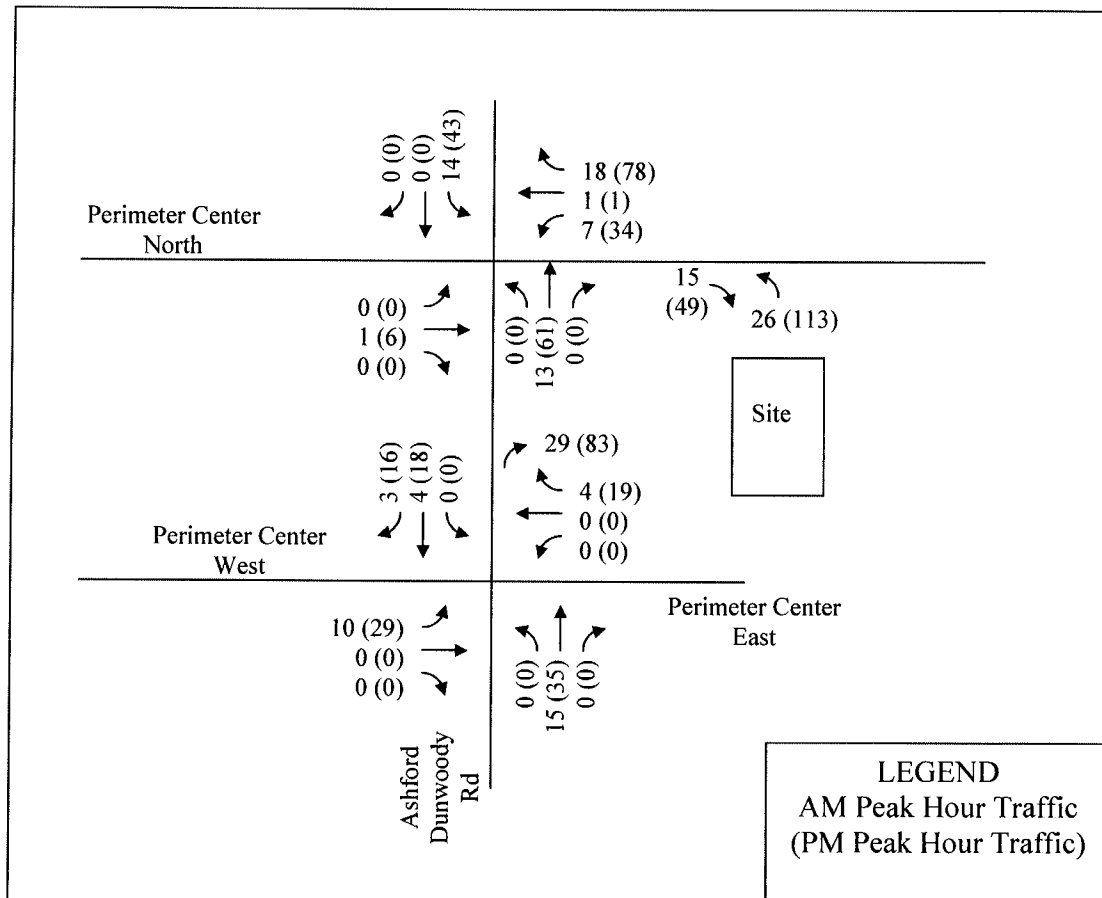 0 (0)
0 (0)
14 (43)
18 (78)
1 (1)
7 (34)
Perimeter Center
North
0 (0)
1 (6)
0 (0)
0 (0)
13 (61)
0 (0)
15
(49)
26 (113)
Site
3 (16)
4 (18)
0 (0)
29 (83)
4 (19)
0 (0)
0 (0)
Perimeter Center
West
Perimeter Center
East
10 (29)
0 (0)
0 (0)
0 (0)
15 (35)
0 (0)
Ashford
Dunwoody
Rd
LEGEND
AM Peak Hour Traffic
(PM Peak Hour Traffic)